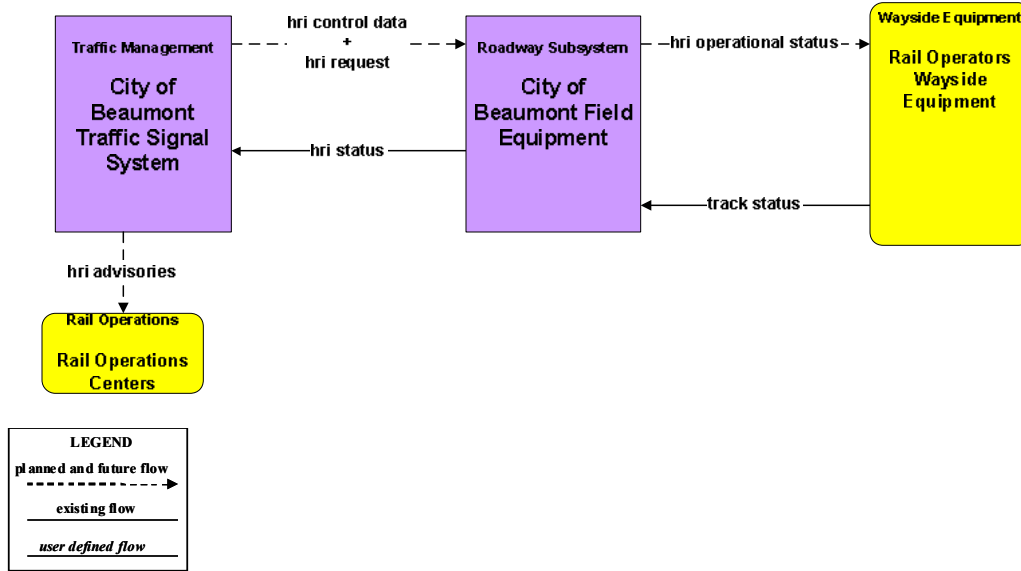 Traffic Management
City of
Beaumont
Traffic Signal
System
hri control data
+
hri request
Roadway Subsystem
City of
Beaumont Field
Equipment
hri operational status
Wayside Equipment
Rail Operators
Wayside
Equipment
hri status
track status
hri advisories
Rail Operations
Rail Operations
Centers
LEGEND
planned and future flow
existing flow
user defined flow